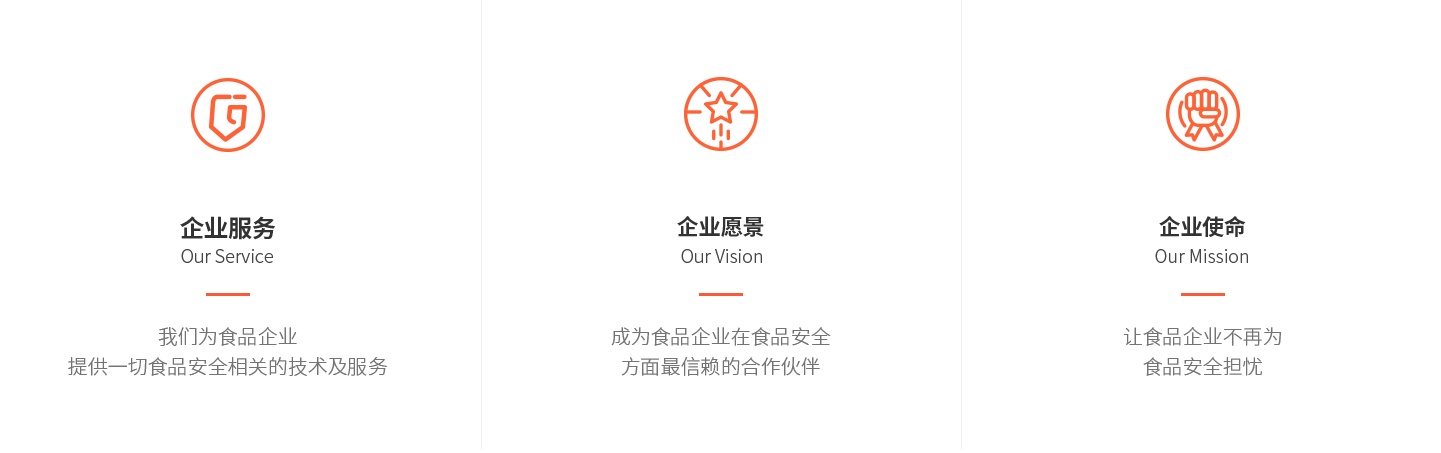 企业服务
Our Service
我们为食品企业
提供一切食品安全相关的技术及服务
企业愿景
Our Vision
成为食品企业在食品安全
方面最信赖的合作伙伴
企业使命
Our Mission
让食品企业不再为
食品安全担忧